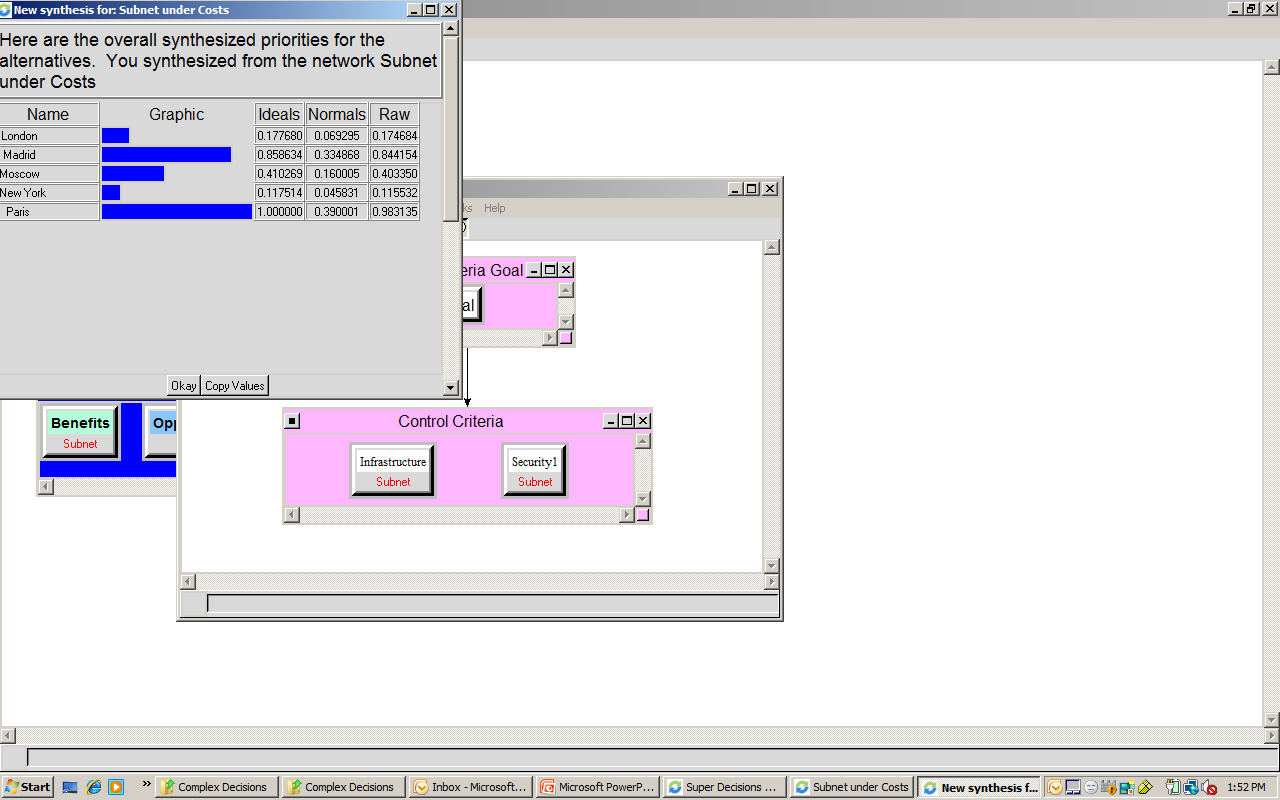 New synthesis for: Subnet under Costs
Here are the overall synthesized priorities for the
alternatives.  You synthesized from the network Subnet
under Costs
Name Graphic Ideals Normals Raw
London 0.177680 0.069295 0.174684
Madrid 0.858634 0.334868 0.844154
Moscow 0.410269 0.160005 0.403350
New York 0.117514 0.045831 0.115532
Paris 1.000000 0.390001 0.983135
Okay Copy Values
Help
Goal
Benefits
Subnet
Control Criteria
Infrastructure
Subnet
Security1
Subnet
Start » Complex Decisions Complex Decisions Inbox - Microsoft... Microsoft PowerP... Super Decisions ... Subnet under Costs New synthesis f... 1:52 PM